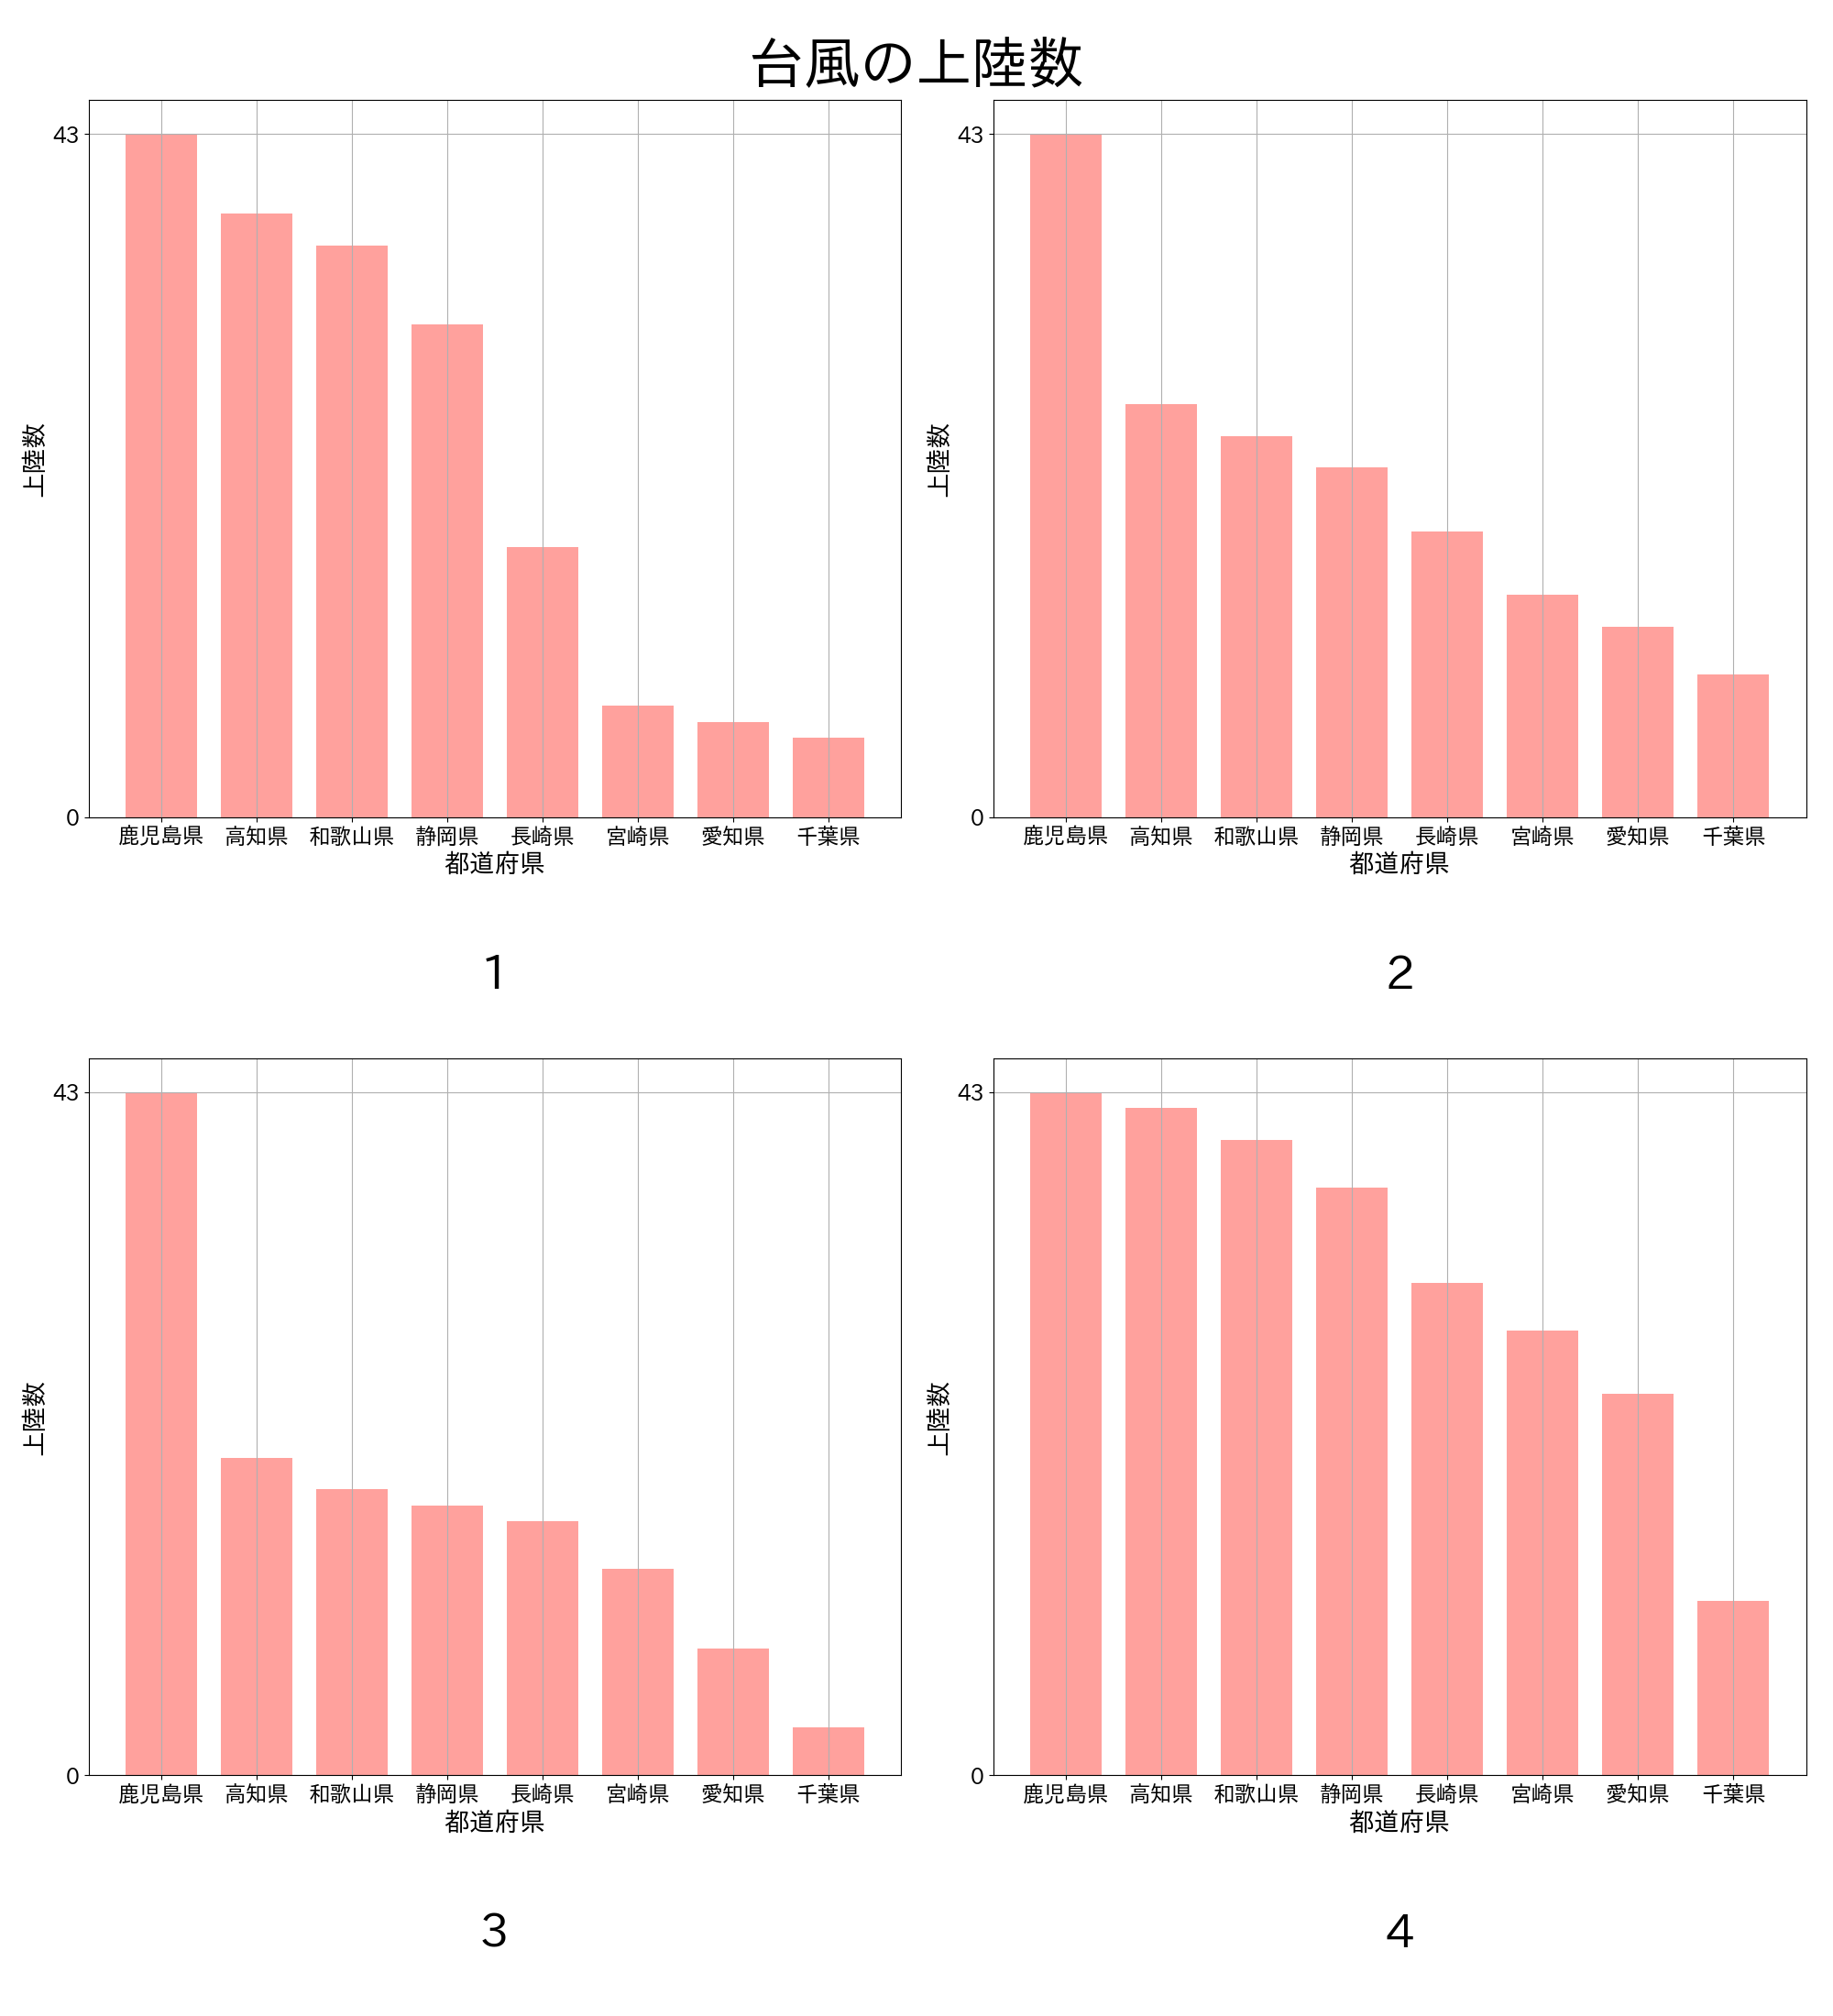 台風の上陸数
43
0
上陸数
鹿児島県 高知県 和歌山県 静岡県 長崎県 宮崎県 愛知県 千葉県
都道府県
1
43
0
上陸数
鹿児島県 高知県 和歌山県 静岡県 長崎県 宮崎県 愛知県 千葉県
都道府県
2
43
0
上陸数
鹿児島県 高知県 和歌山県 静岡県 長崎県 宮崎県 愛知県 千葉県
都道府県
3
43
0
上陸数
鹿児島県 高知県 和歌山県 静岡県 長崎県 宮崎県 愛知県 千葉県
都道府県
4